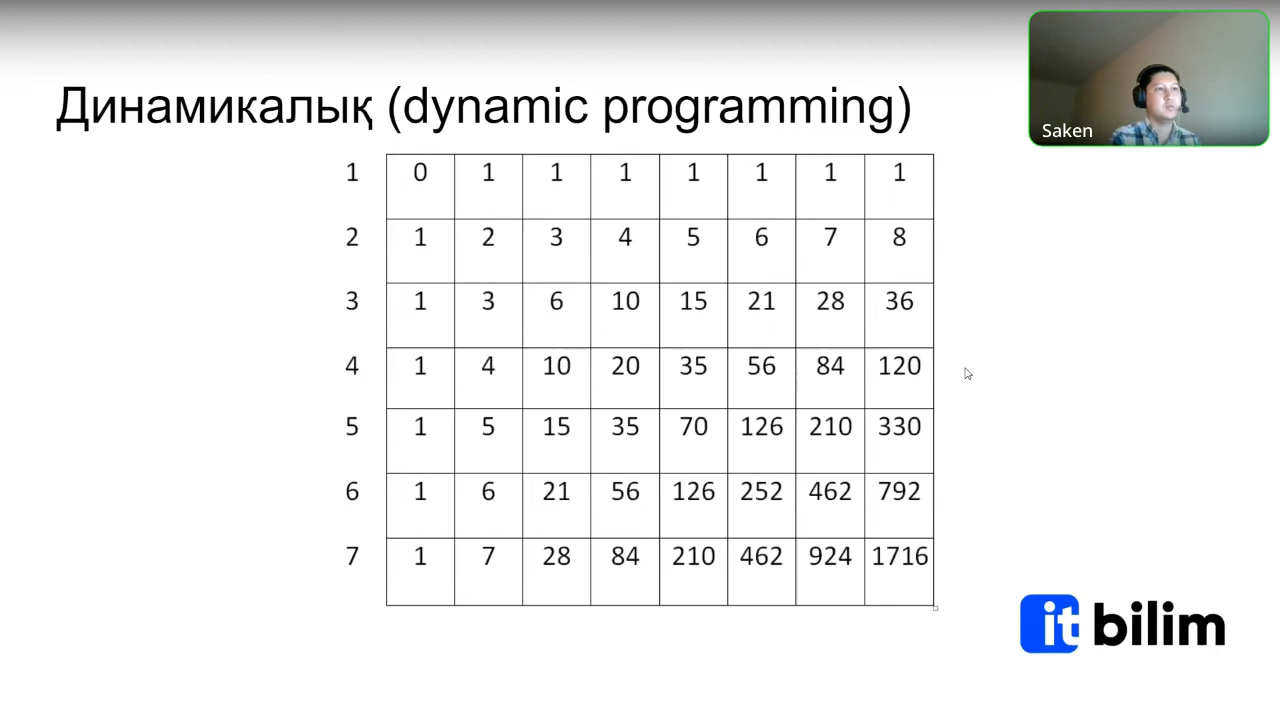 Динамикалық (dynamic programming)
Saken
1 0 1 1 1 1 1 1 1
2 1 2 3 4 5 6 7 8
3 1 3 6 10 15 21 28 36
4 1 4 10 20 35 56 84 120
5 1 5 15 35 70 126 210 330
6 1 6 21 56 126 252 462 792
7 1 7 28 84 210 462 924 1716
it bilim